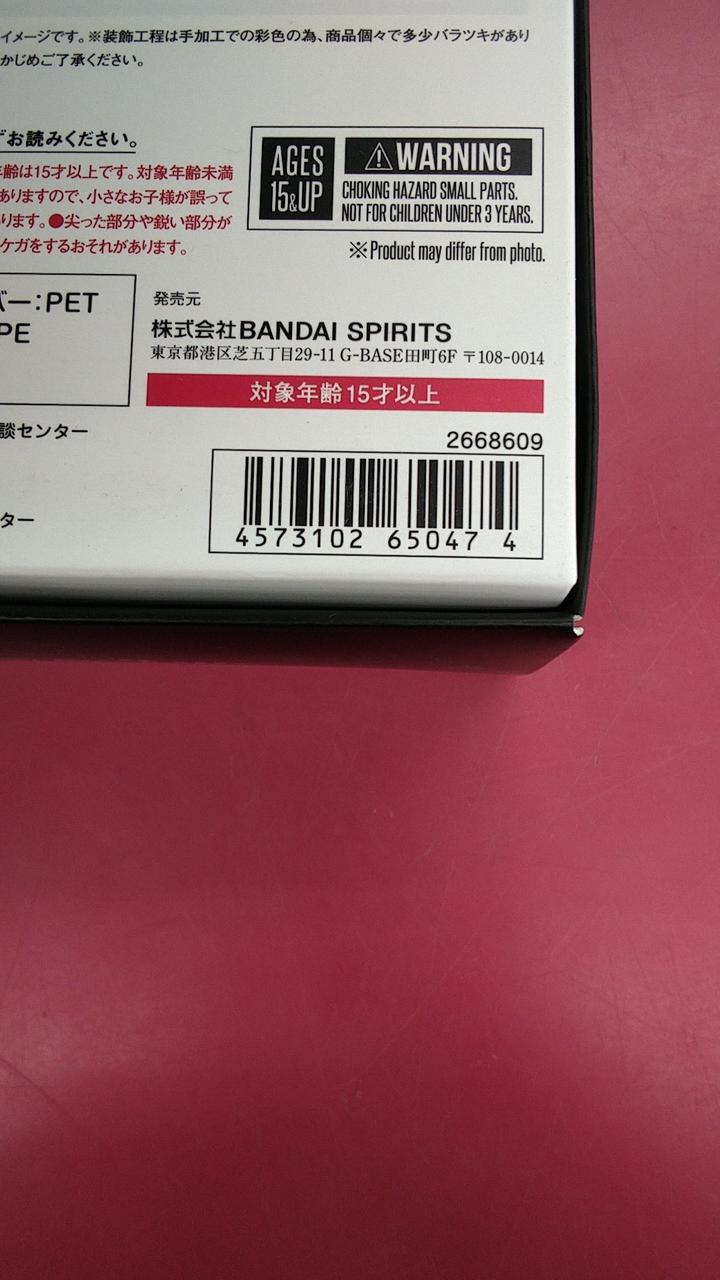 イメージです。※装飾工程は手加工での彩色の為、商品個々で多少バラツキがあり
かじめご了承ください。
ずお読みください。
年齢は15才以上です。対象年齢未満
ありますので、小さなお子様が誤って
ります。●尖った部分や鋭い部分が
ケガをするおそれがあります。
AGES
15&UP
⚠WARNING
CHOKING HAZARD SMALL PARTS.
NOT FOR CHILDREN UNDER 3 YEARS.
※Product may differ from photo.
バー:PET
PE
発売元
株式会社BANDAI SPIRITS
東京都港区芝五丁目29-11 G-BASE田町6F 〒108-0014
対象年齢15才以上
談センター
ター
2668609
4573102 65047 4